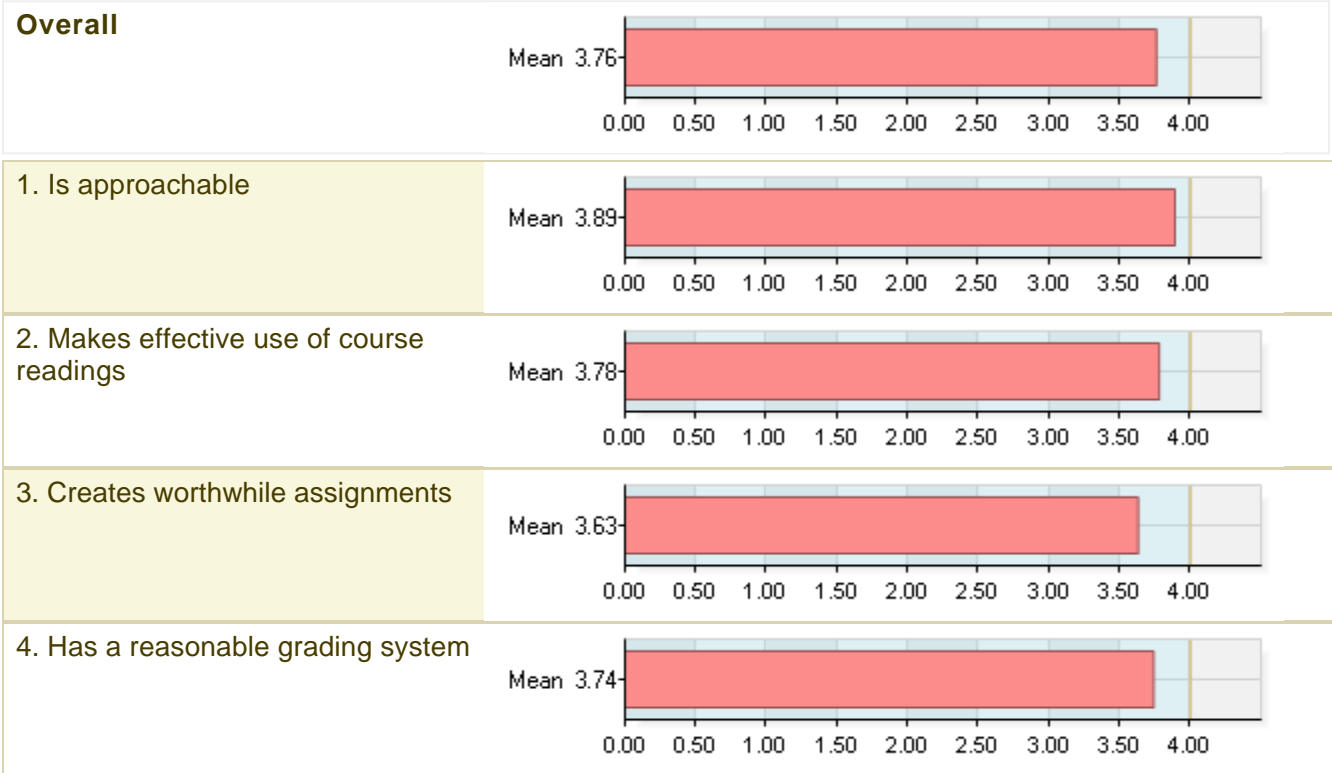 Overall
Mean 3.76
0.00 0.50 1.00 1.50 2.00 2.50 3.00 3.50 4.00
1. Is approachable
Mean 3.89
0.00 0.50 1.00 1.50 2.00 2.50 3.00 3.50 4.00
2. Makes effective use of course
readings
Mean 3.78
0.00 0.50 1.00 1.50 2.00 2.50 3.00 3.50 4.00
3. Creates worthwhile assignments
Mean 3.63
0.00 0.50 1.00 1.50 2.00 2.50 3.00 3.50 4.00
4. Has a reasonable grading system
Mean 3.74
0.00 0.50 1.00 1.50 2.00 2.50 3.00 3.50 4.00